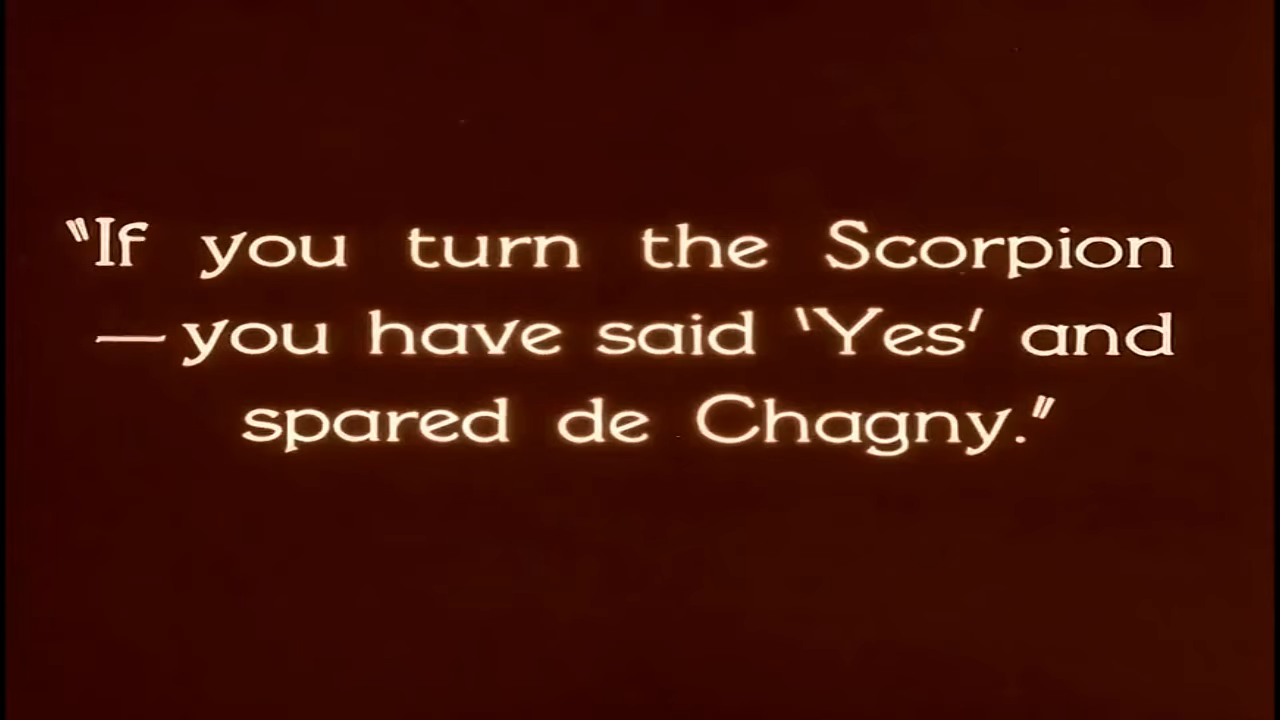 "If you turn the Scorpion
—you have said 'Yes' and
spared de Chagny."